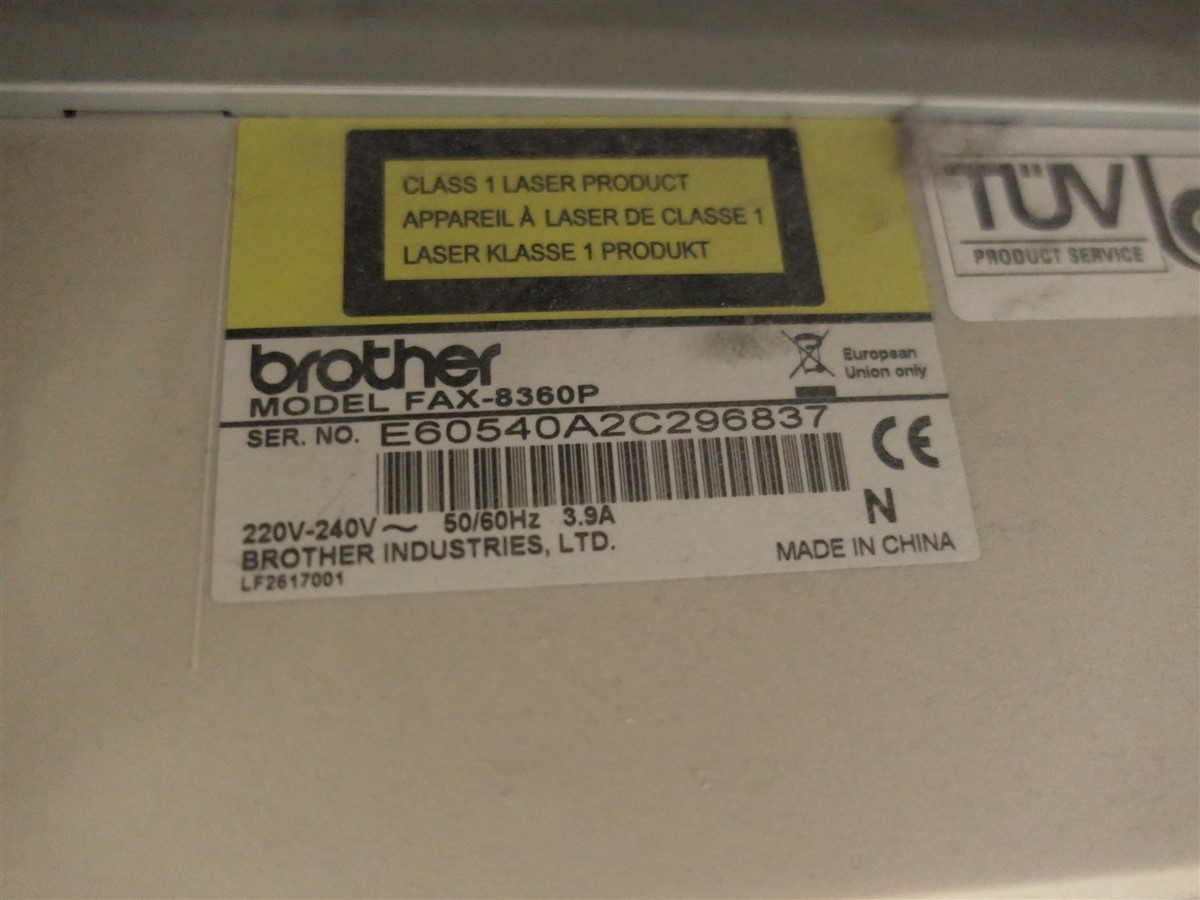 CLASS 1 LASER PRODUCT
APPAREIL À LASER DE CLASSE 1
LASER KLASSE 1 PRODUKT
TÜV
PRODUCT SERVICE
brother
European
Union only
MODEL FAX-8360P
SER. NO. E60540A2C296837
CE
N
220V-240V ~ 50/60Hz 3.9A
BROTHER INDUSTRIES, LTD.
MADE IN CHINA
LF2617001